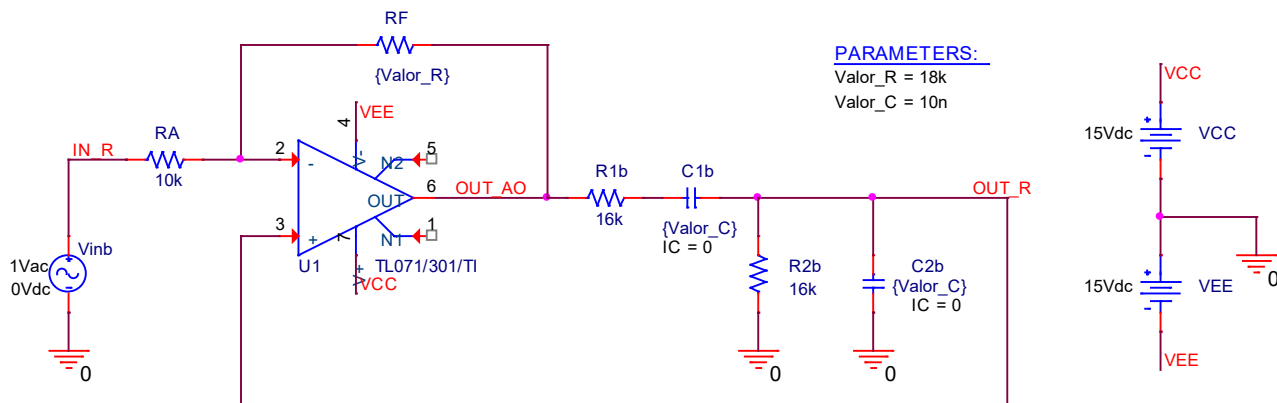 RF
{Valor_R}
PARAMETERS:
Valor_R = 18k
Valor_C = 10n
VCC
15Vdc
VCC
VEE
4
V-
IN_R
RA
10k
2
-
N2
5
6
OUT
OUT_AO
R1b
16k
C1b
{Valor_C}
IC = 0
OUT_R
3
+
7
N1
1
V+
U1
TL071/301/TI
VCC
Vinb
1Vac
0Vdc
0
R2b
16k
0
C2b
{Valor_C}
IC = 0
0
0
15Vdc
VEE
VEE